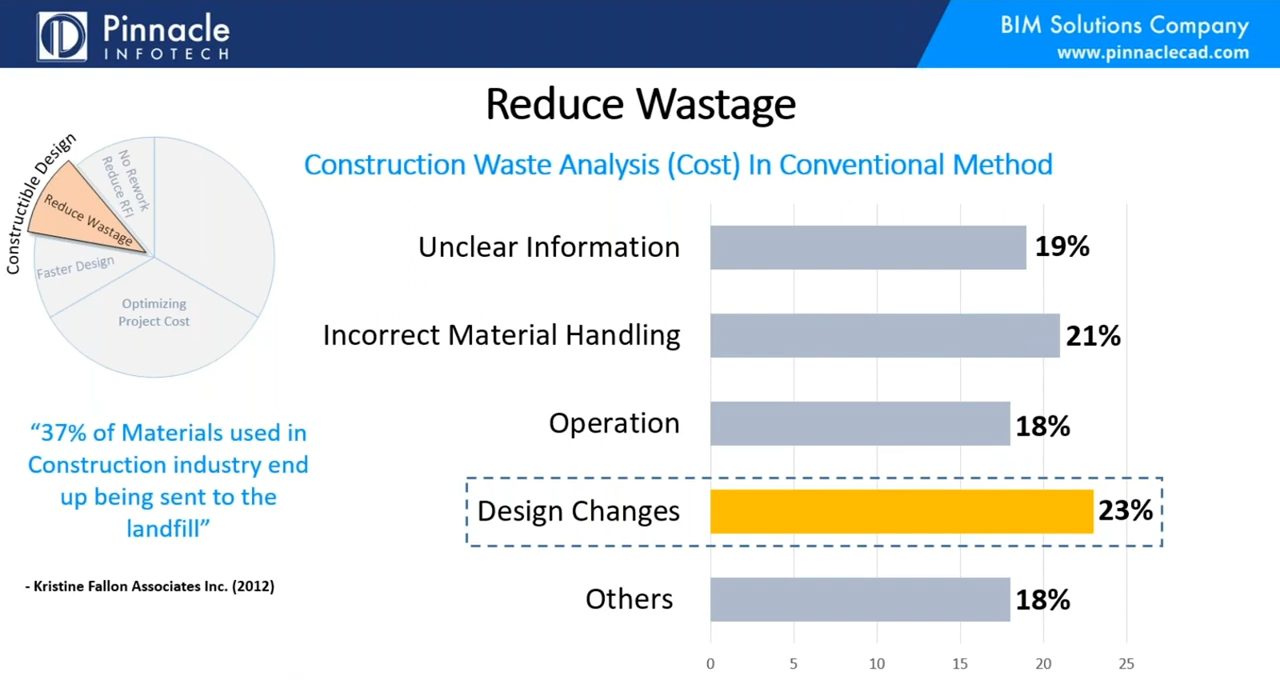 Pinnacle
INFOTECH
BIM Solutions Company
www.pinnaclecad.com
Reduce Wastage
Construction Waste Analysis (Cost) In Conventional Method
Constructible Design
No Rework
Reduce RFI
Reduce Wastage
Faster Design
Optimizing
Project Cost
“37% of Materials used in
Construction industry end
up being sent to the
landfill”
- Kristine Fallon Associates Inc. (2012)
Unclear Information 19%
Incorrect Material Handling 21%
Operation 18%
Design Changes 23%
Others 18%
0 5 10 15 20 25